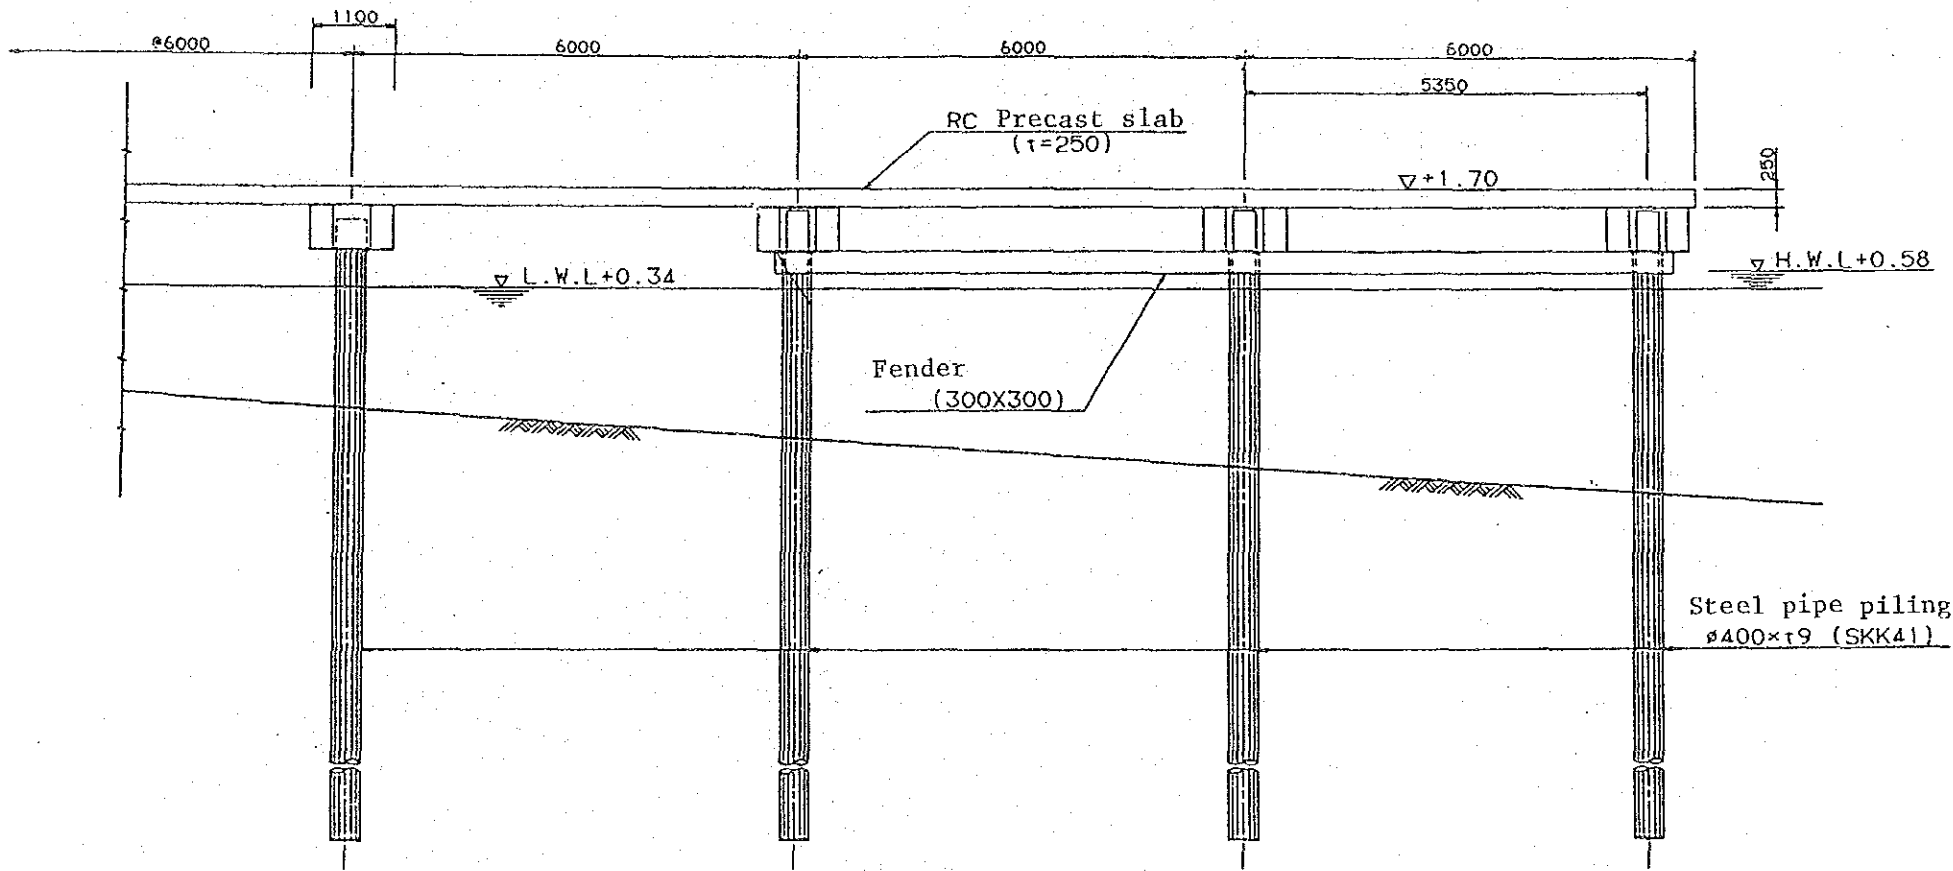 1100
@6000 6000 6000 6000
5350
RC Precast slab
(t=250)
250
▽+1.70
▽ L.W.L+0.34
▽ H.W.L+0.58
Fender
(300X300)
Steel pipe piling
ø400×t9 (SKK41)